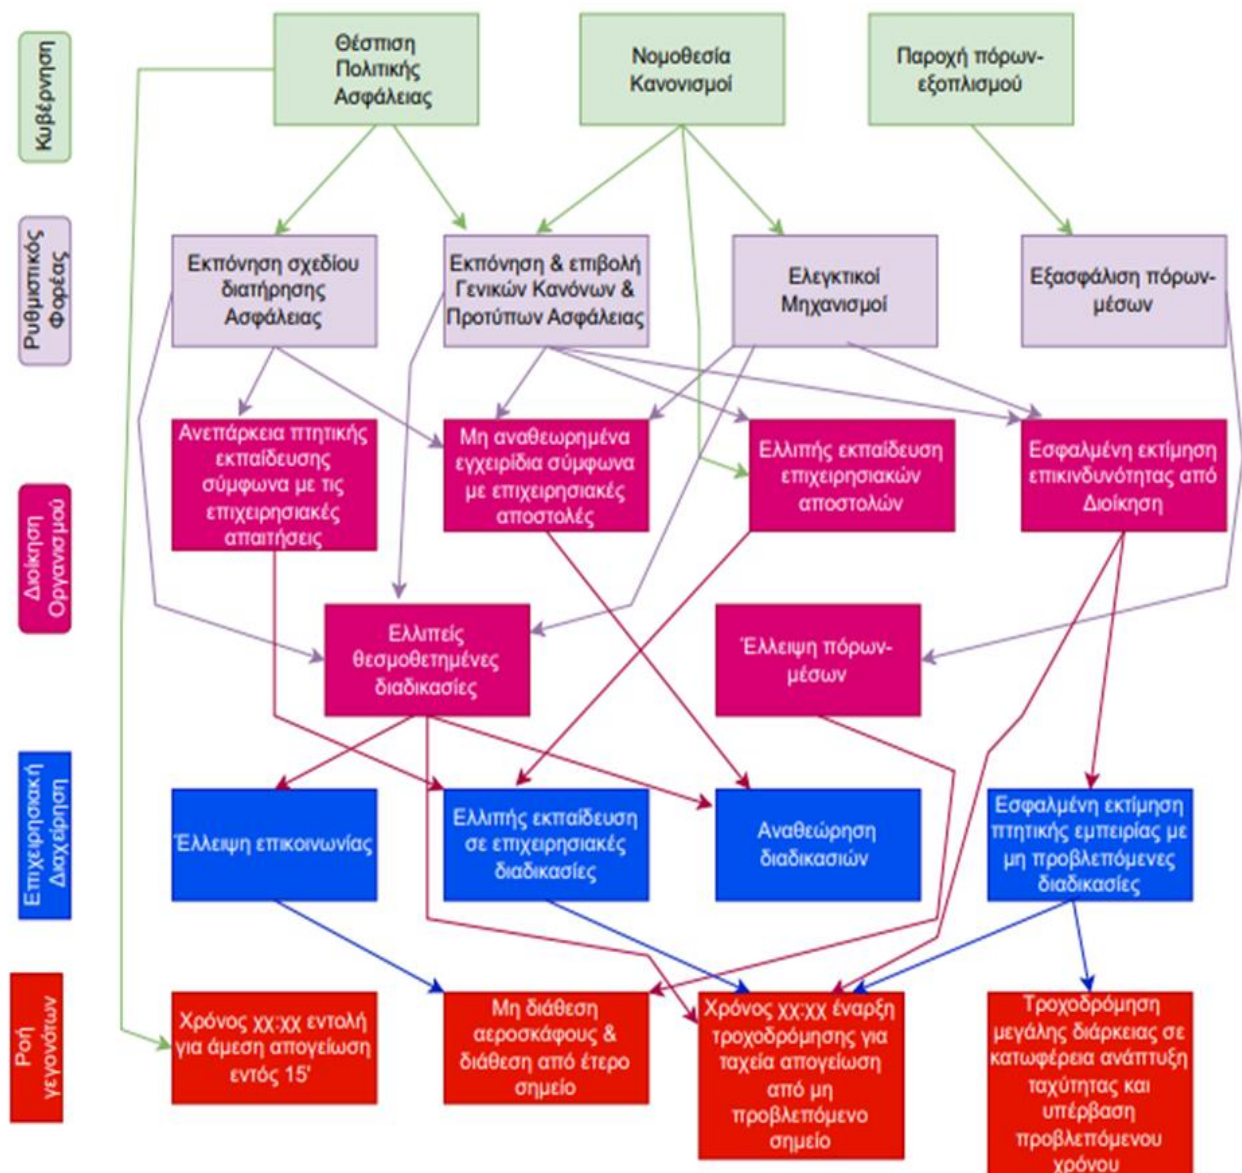 Κυβέρνηση
Θέσπιση
Πολιτικής
Ασφάλειας
Νομοθεσία
Κανονισμοί
Παροχή πόρων-
εξοπλισμού
Ρυθμιστικός
Φορέας
Εκπόνηση σχεδίου
διατήρησης
Ασφάλειας
Εκπόνηση & επιβολή
Γενικών Κανόνων &
Προτύπων Ασφάλειας
Ελεγκτικοί
Μηχανισμοί
Εξασφάλιση πόρων-
μέσων
Διοίκηση
Οργανισμού
Ανεπάρκεια πτητικής
εκπαίδευσης
σύμφωνα με τις
επιχειρησιακές
απαιτήσεις
Μη αναθεωρημένα
εγχειρίδια σύμφωνα
με επιχειρησιακές
αποστολές
Ελλιπής εκπαίδευση
επιχειρησιακών
αποστολών
Εσφαλμένη εκτίμηση
επικινδυνότητας από
Διοίκηση
Ελλιπείς
θεσμοθετημένες
διαδικασίες
Έλλειψη πόρων-
μέσων
Επιχειρησιακή
Διαχείρηση
Έλλειψη επικοινωνίας
Ελλιπής εκπαίδευση
σε επιχειρησιακές
διαδικασίες
Αναθεώρηση
διαδικασιών
Εσφαλμένη εκτίμηση
πτητικής εμπειρίας με
μη προβλεπόμενες
διαδικασίες
Ροή
γεγονότων
Χρόνος χχ:χχ εντολή
για άμεση απογείωση
εντός 15'
Μη διάθεση
αεροσκάφους &
διάθεση από έτερο
σημείο
Χρόνος χχ:χχ έναρξη
τροχοδρόμησης για
ταχεία απογείωση
από μη
προβλεπόμενο
σημείο
Τροχοδρόμηση
μεγάλης διάρκειας σε
κατωφέρεια ανάπτυξη
ταχύτητας και
υπέρβαση
προβλεπόμενου
χρόνου